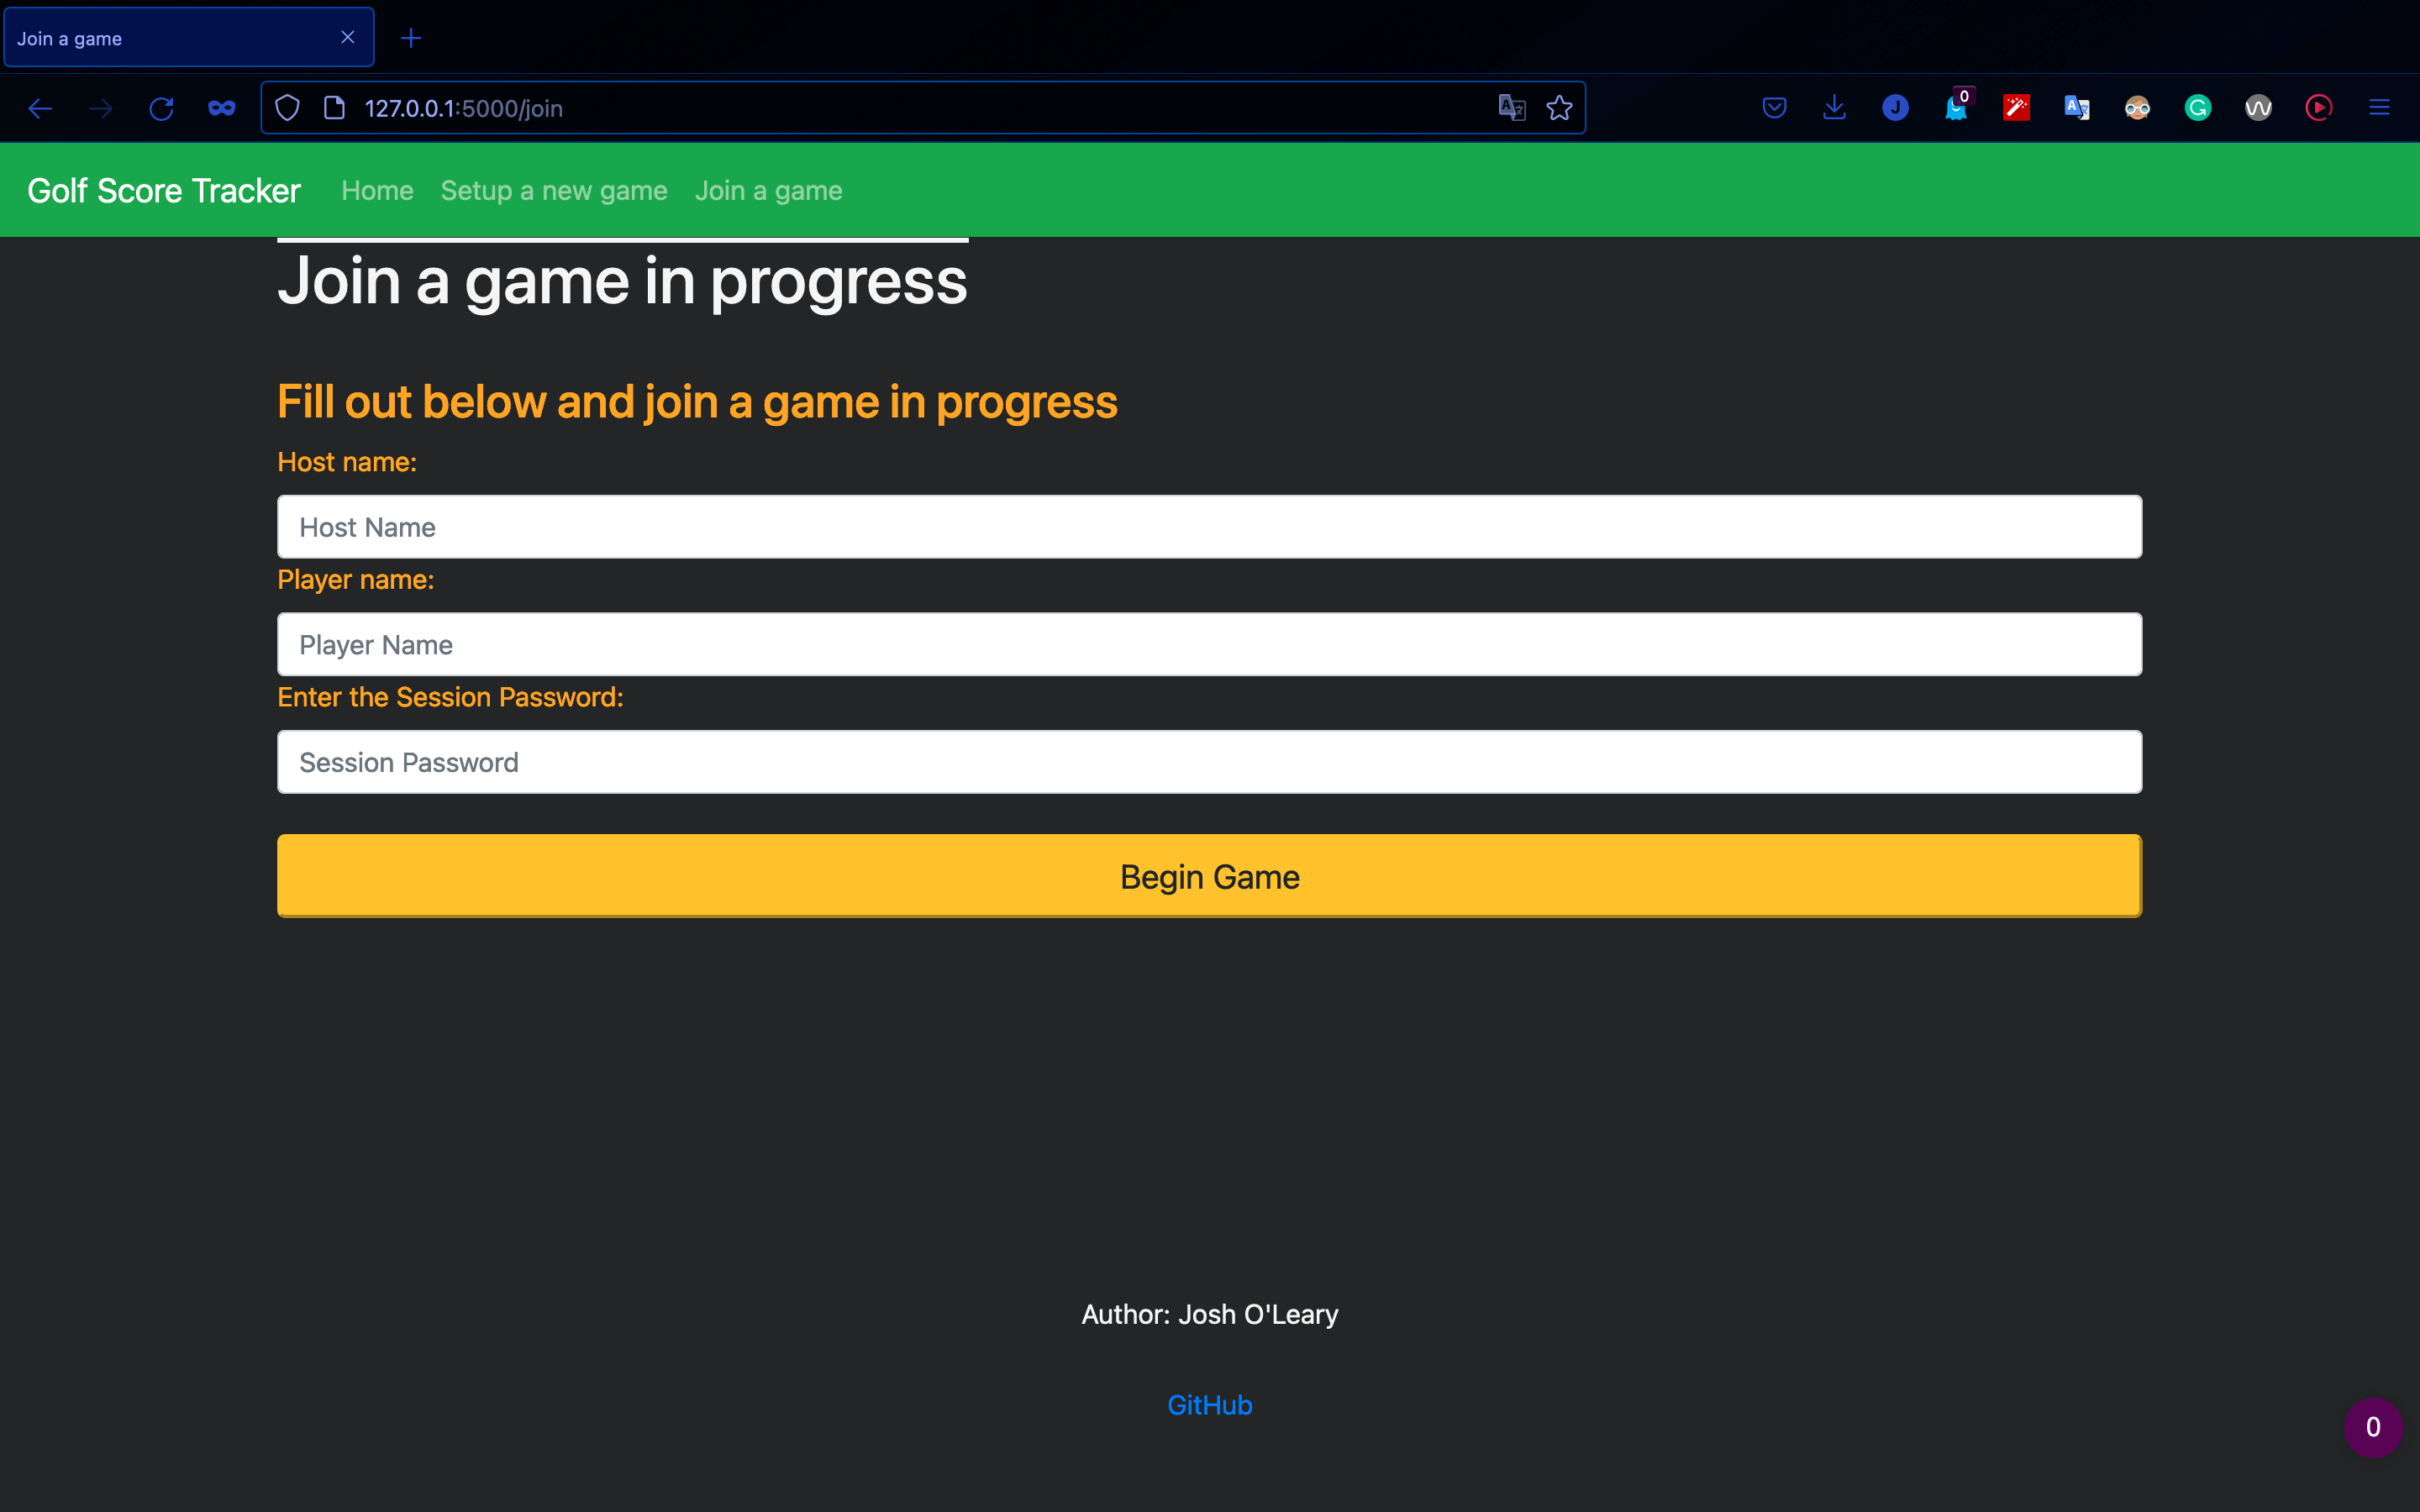 Join a game
127.0.0.1:5000/join
0
Golf Score Tracker Home Setup a new game Join a game
Join a game in progress
Fill out below and join a game in progress
Host name:
Host Name
Player name:
Player Name
Enter the Session Password:
Session Password
Begin Game
Author: Josh O'Leary
GitHub
0